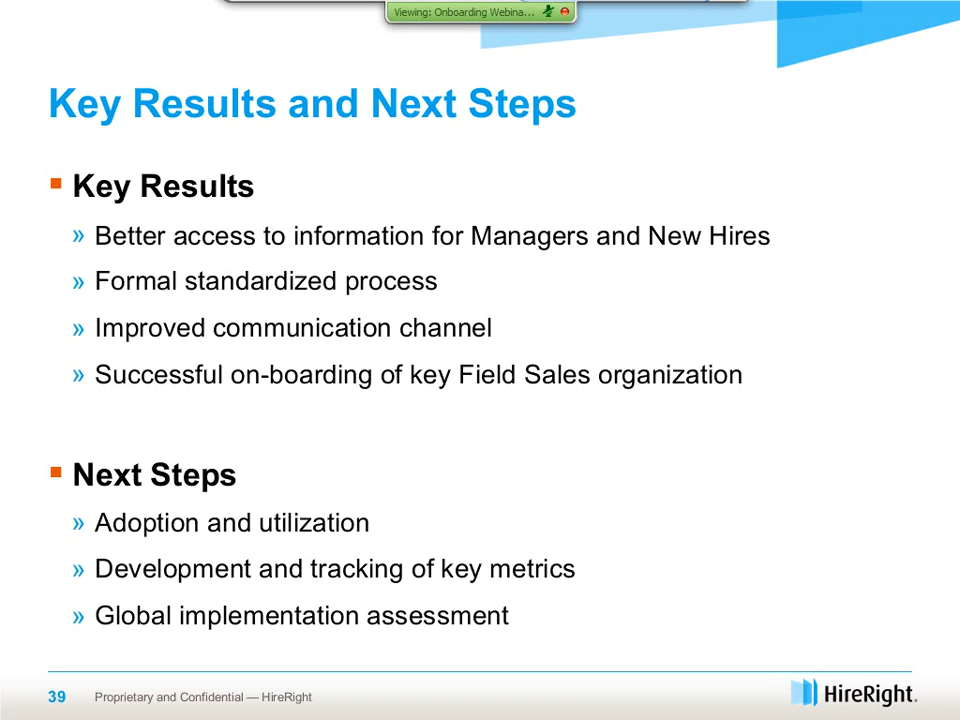 Viewing: Onboarding Webina...
Key Results and Next Steps
Key Results
» Better access to information for Managers and New Hires
» Formal standardized process
» Improved communication channel
» Successful on-boarding of key Field Sales organization
Next Steps
» Adoption and utilization
» Development and tracking of key metrics
» Global implementation assessment
39 Proprietary and Confidential — HireRight
HireRight.